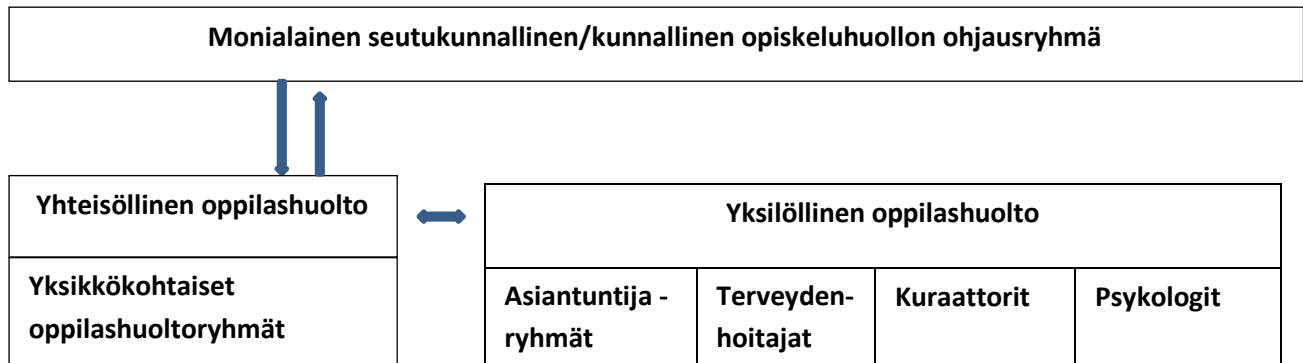 Monialainen seutukunnallinen/kunnallinen opiskeluhuollon ohjausryhmä
Yhteisöllinen oppilashuolto
Yksikkökohtaiset
oppilashuoltoryhmät
Yksilöllinen oppilashuolto
Asiantuntija -
ryhmät
Terveyden-
hoitajat
Kuraattorit
Psykologit